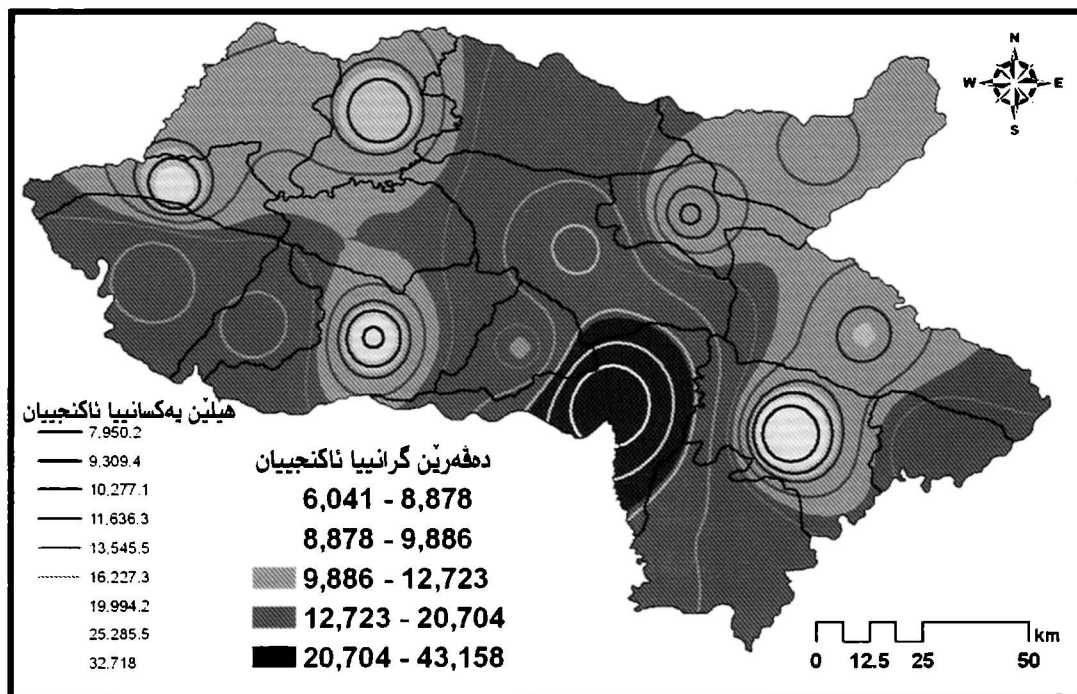 N
W E
S
هێلێن یەکسانییا ئاکنجییان
7.950.2
9.309.4
10.277.1
11.636.3
13.545.5
16.227.3
19.994.2
25.285.5
32.718
دەڤەرێن گرانییا ئاکنجییان
6,041 - 8,878
8,878 - 9,886
9,886 - 12,723
12,723 - 20,704
20,704 - 43,158
km
0 12.5 25 50